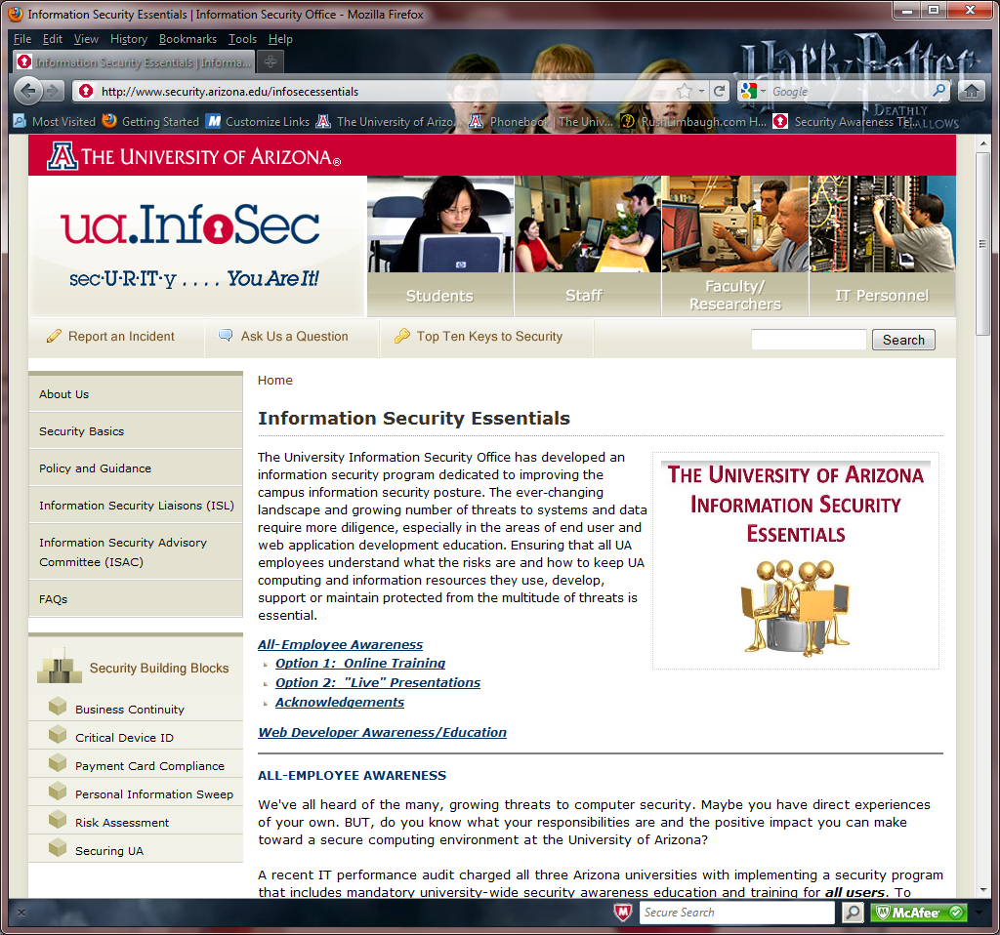 Information Security Essentials | Information Security Office - Mozilla Firefox
File Edit View History Bookmarks Tools Help
Information Security Essentials | Informa...
Harry Potter
http://www.security.arizona.edu/infosecessentials
Google
DEATHLY HALLOWS
Most Visited Getting Started Customize Links The University of Arizo... Phonebook | The Univ... RushLimbaugh.com H... Security Awareness Te...
THE UNIVERSITY OF ARIZONA®
ua.InfoSec
sec·U·R·IT·y . . . . You Are It!
hp
Students
Staff
Faculty/
Researchers
IT Personnel
Report an Incident
Ask Us a Question
Top Ten Keys to Security
Search
About Us
Security Basics
Policy and Guidance
Information Security Liaisons (ISL)
Information Security Advisory
Committee (ISAC)
FAQs
Security Building Blocks
Business Continuity
Critical Device ID
Payment Card Compliance
Personal Information Sweep
Risk Assessment
Securing UA
Home
Information Security Essentials
The University Information Security Office has developed an
information security program dedicated to improving the
campus information security posture. The ever-changing
landscape and growing number of threats to systems and data
require more diligence, especially in the areas of end user and
web application development education. Ensuring that all UA
employees understand what the risks are and how to keep UA
computing and information resources they use, develop,
support or maintain protected from the multitude of threats is
essential.
THE UNIVERSITY OF ARIZONA
INFORMATION SECURITY
ESSENTIALS
All-Employee Awareness
Option 1: Online Training
Option 2: "Live" Presentations
Acknowledgements
Web Developer Awareness/Education
ALL-EMPLOYEE AWARENESS
We've all heard of the many, growing threats to computer security. Maybe you have direct experiences
of your own. BUT, do you know what your responsibilities are and the positive impact you can make
toward a secure computing environment at the University of Arizona?
A recent IT performance audit charged all three Arizona universities with implementing a security program
that includes mandatory university-wide security awareness education and training for all users. To
Secure Search
McAfee